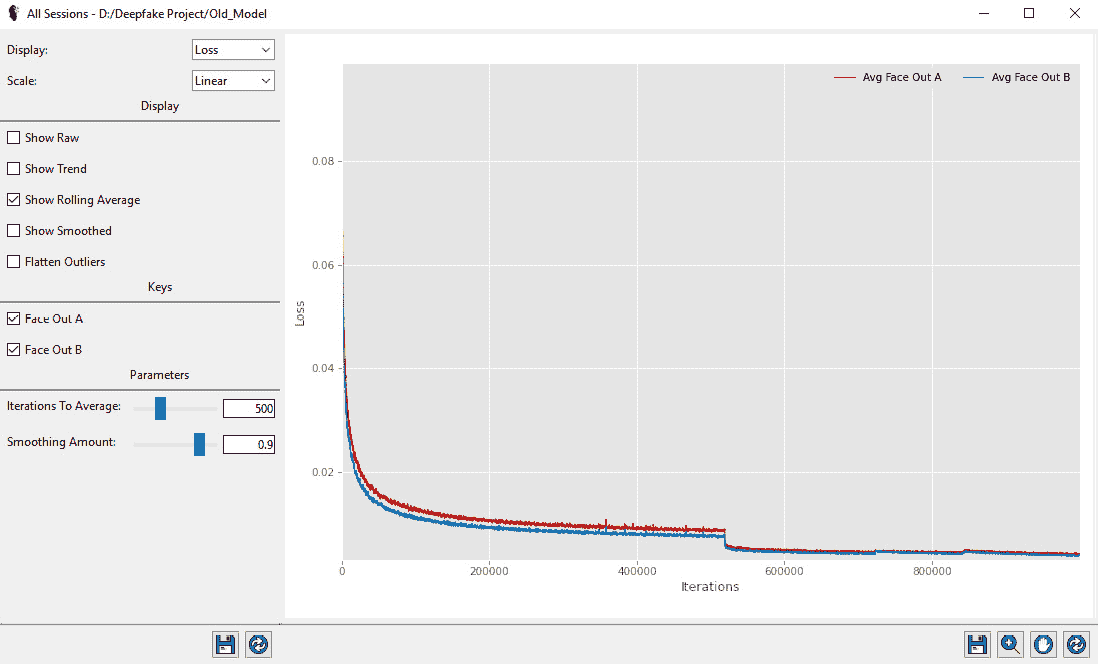 All Sessions - D:/Deepfake Project/Old_Model
Display: Loss
Scale: Linear
Display
Show Raw
Show Trend
Show Rolling Average
Show Smoothed
Flatten Outliers
Keys
Face Out A
Face Out B
Parameters
Iterations To Average: 500
Smoothing Amount: 0.9
Avg Face Out A Avg Face Out B
0.08
0.06
0.04
0.02
Loss
0 200000 400000 600000 800000
Iterations